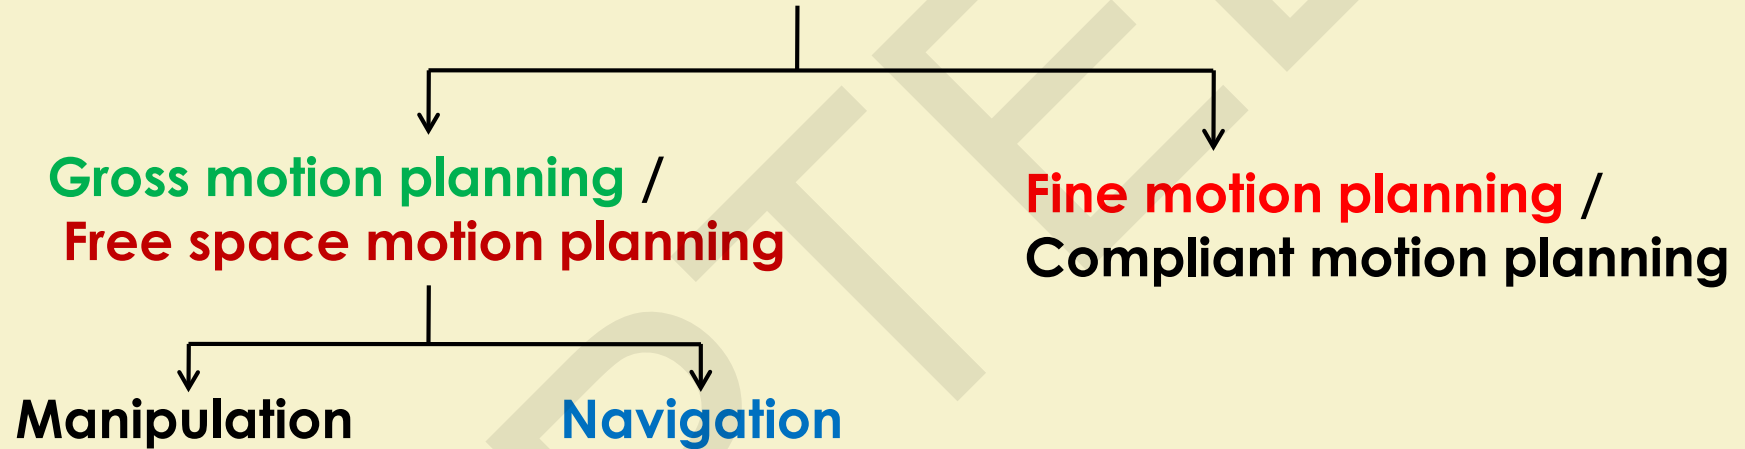 Gross motion planning /
Free space motion planning
Fine motion planning /
Compliant motion planning
Manipulation
Navigation